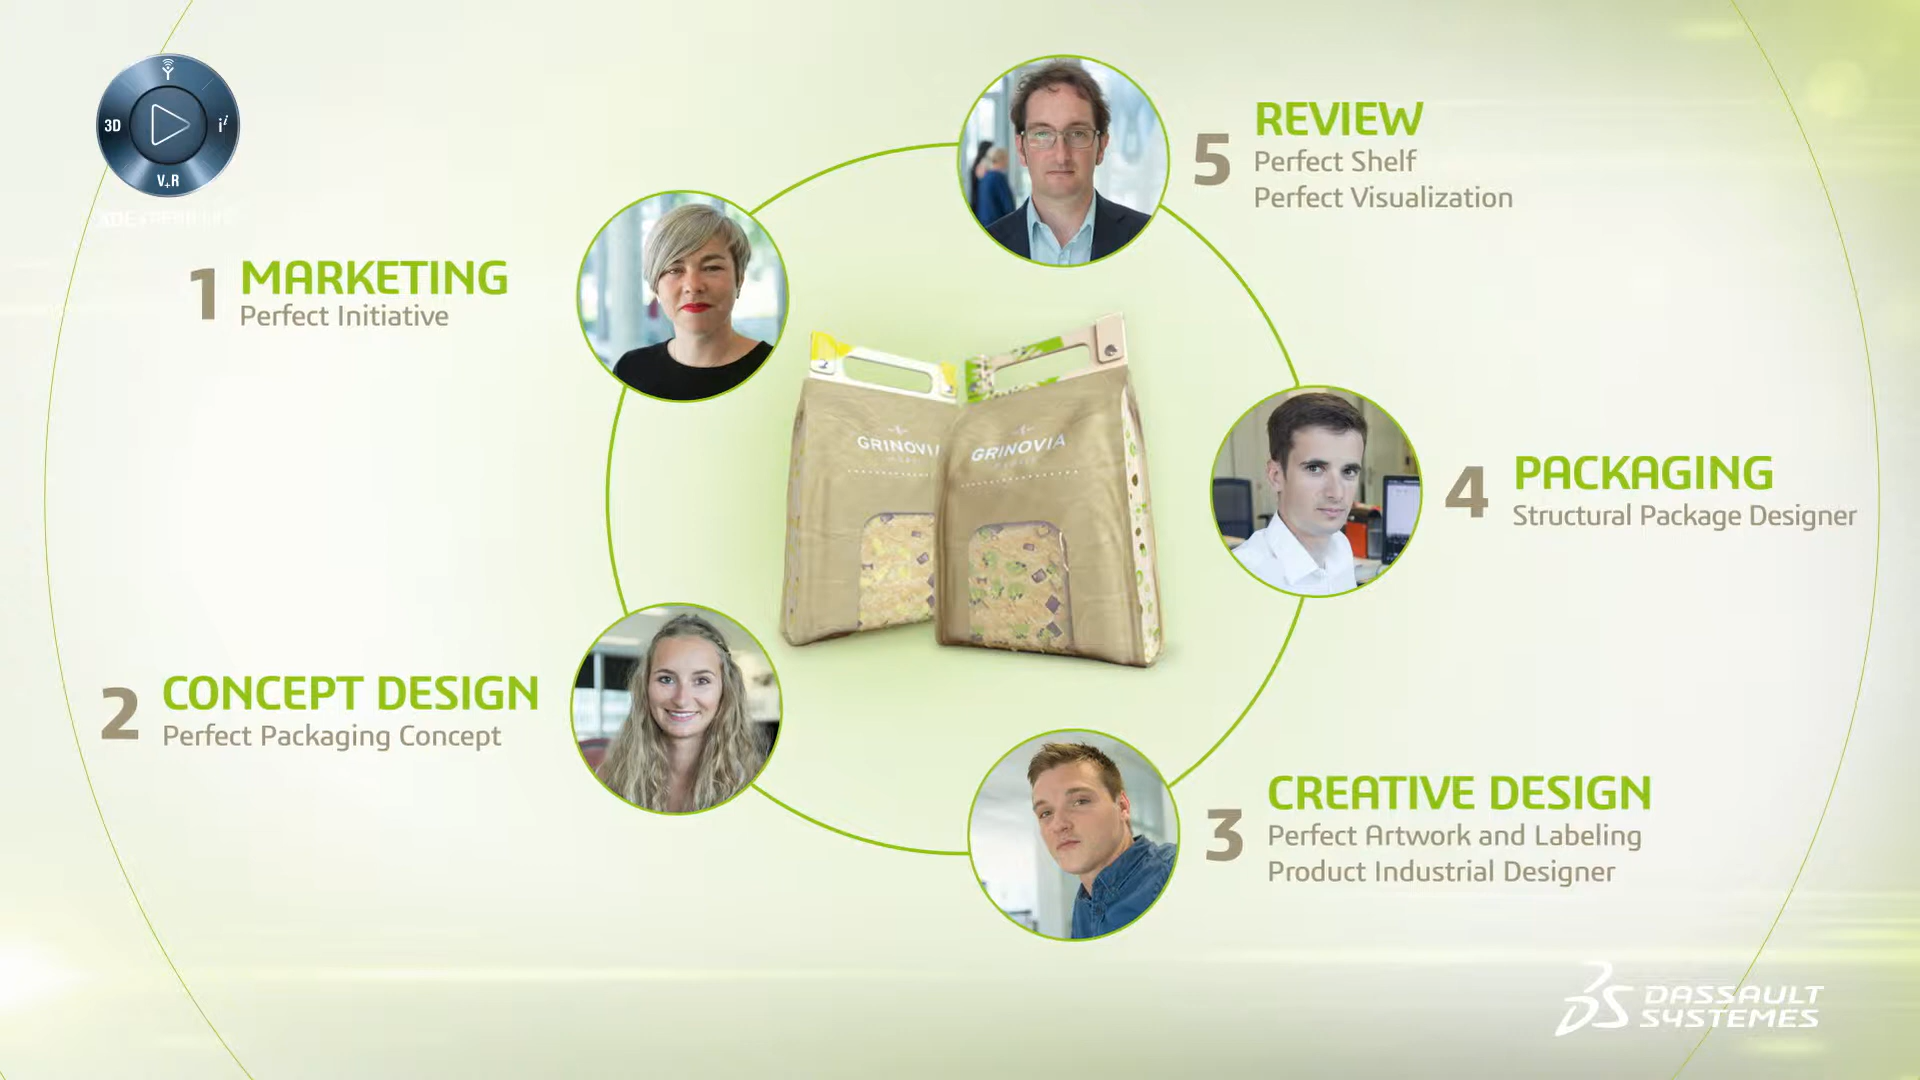 3D
i
V+R
1
MARKETING
Perfect Initiative
2
CONCEPT DESIGN
Perfect Packaging Concept
3
CREATIVE DESIGN
Perfect Artwork and Labeling
Product Industrial Designer
4
PACKAGING
Structural Package Designer
5
REVIEW
Perfect Shelf
Perfect Visualization
GRINOVI
GRINOVIA
DASSAULT
SYSTEMES